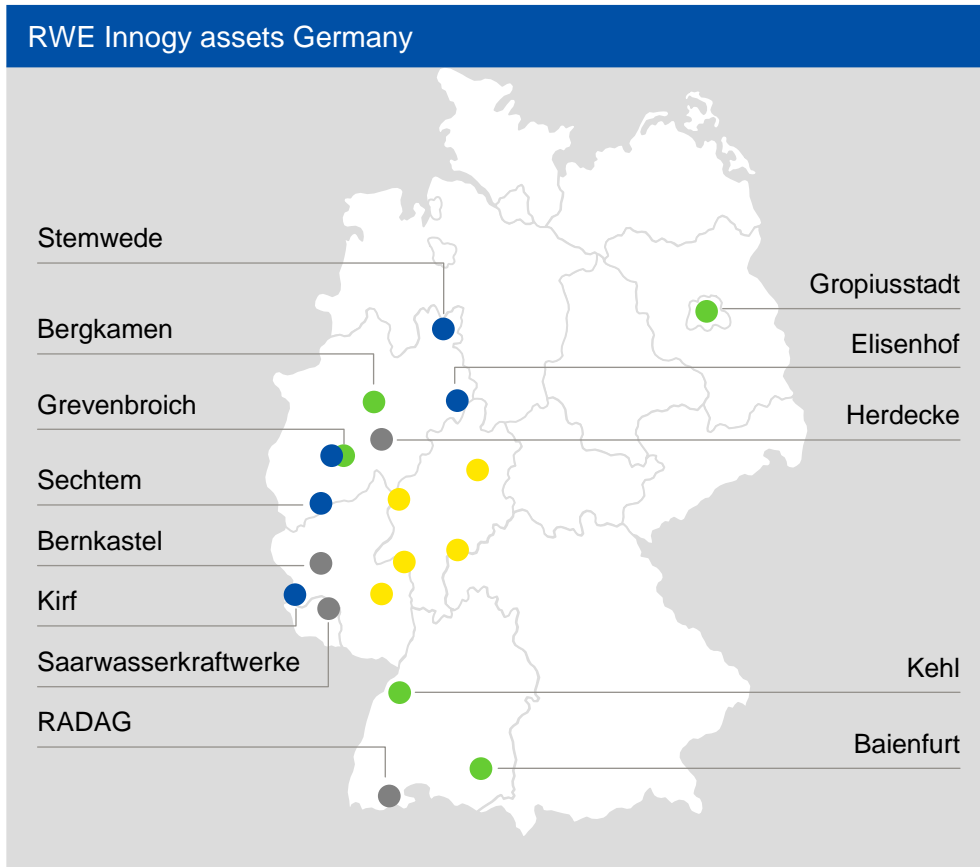 RWE Innogy assets Germany
Stemwede
Bergkamen
Grevenbroich
Sechtem
Bernkastel
Kirf
Saarwasserkraftwerke
RADAG
Gropiusstadt
Elisenhof
Herdecke
Kehl
Baienfurt